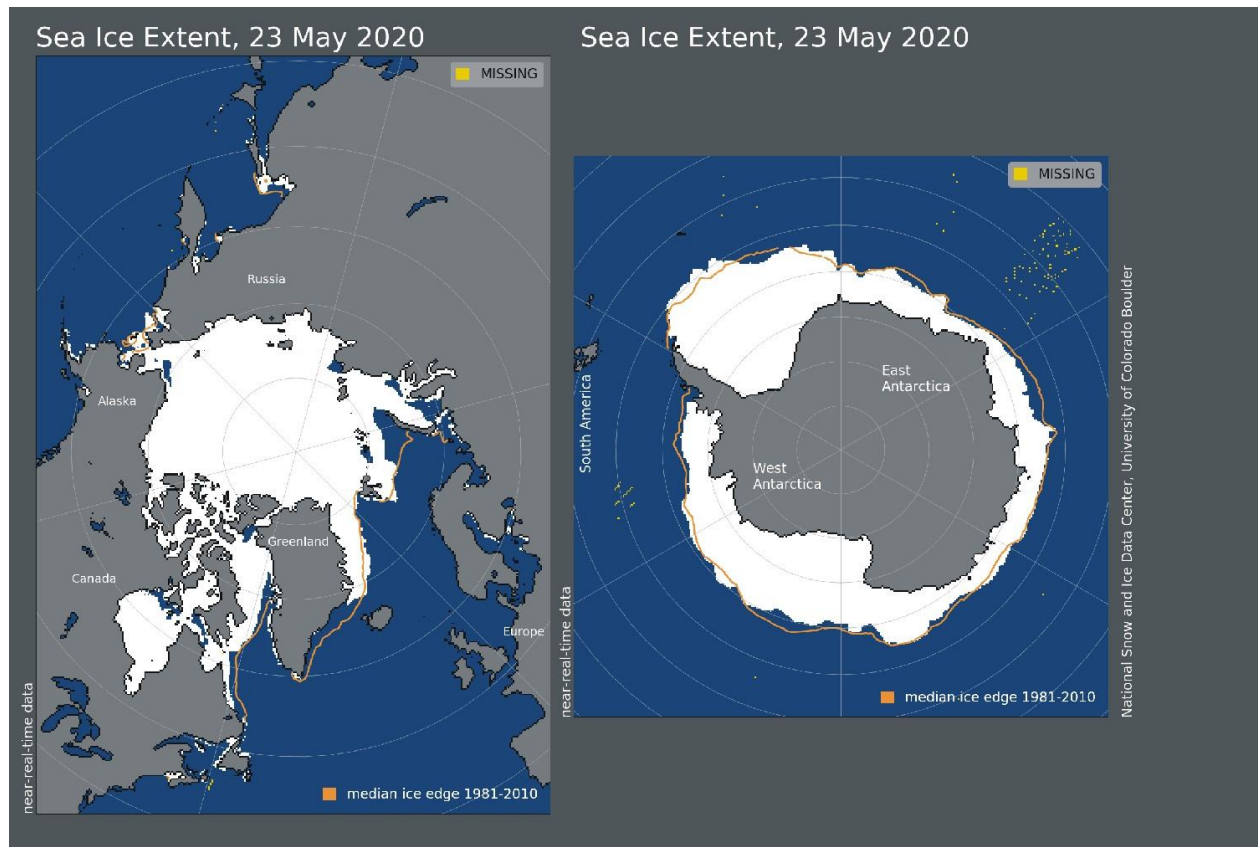 Sea Ice Extent, 23 May 2020
MISSING
Russia
Alaska
Greenland
Canada
Europe
near-real-time data
median ice edge 1981-2010
Sea Ice Extent, 23 May 2020
MISSING
East
Antarctica
South America
West
Antarctica
near-real-time data
median ice edge 1981-2010
National Snow and Ice Data Center, University of Colorado Boulder